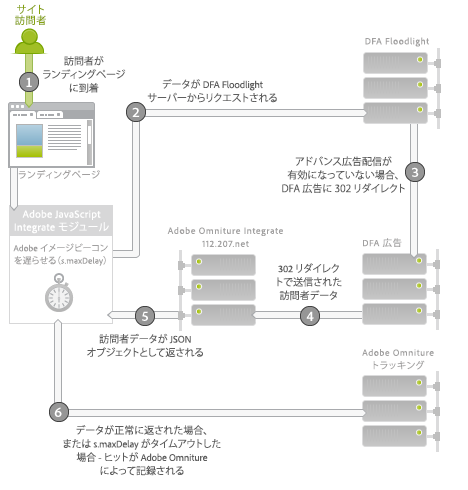 サイト
訪問者
1
訪問者が
ランディングページ
に到着
ランディングページ
2
データが DFA Floodlight
サーバーからリクエストされる
DFA Floodlight
アドバンス広告配信が
有効になっていない場合、
DFA 広告に 302 リダイレクト
3
Adobe JavaScript
Integrate モジュール
Adobe イメージビーコン
を遅らせる（s.maxDelay）
Adobe Omniture Integrate
112.207.net
DFA 広告
302 リダイレク
トで送信された
訪問者データ
4
5
訪問者データが JSON
オブジェクトとして返される
Adobe Omniture
トラッキング
6
データが正常に返された場合、
または s.maxDelay がタイムアウトした
場合 - ヒットが Adobe Omniture
によって記録される